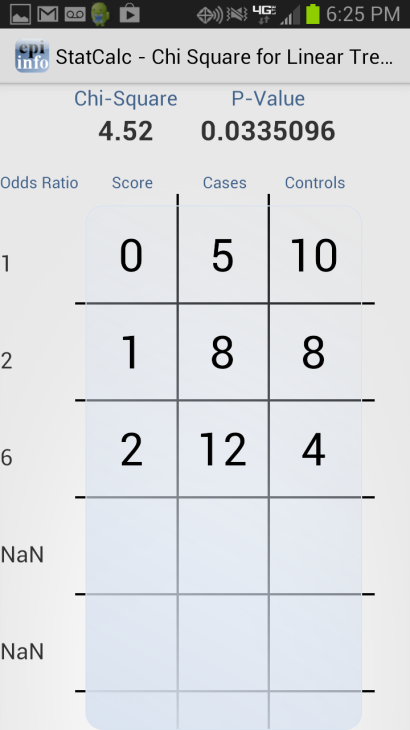 4GE 6:25 PM
epi
info
StatCalc - Chi Square for Linear Tre...
Chi-Square P-Value
4.52 0.0335096
Odds Ratio Score Cases Controls
1 0 5 10
2 1 8 8
6 2 12 4
NaN
NaN